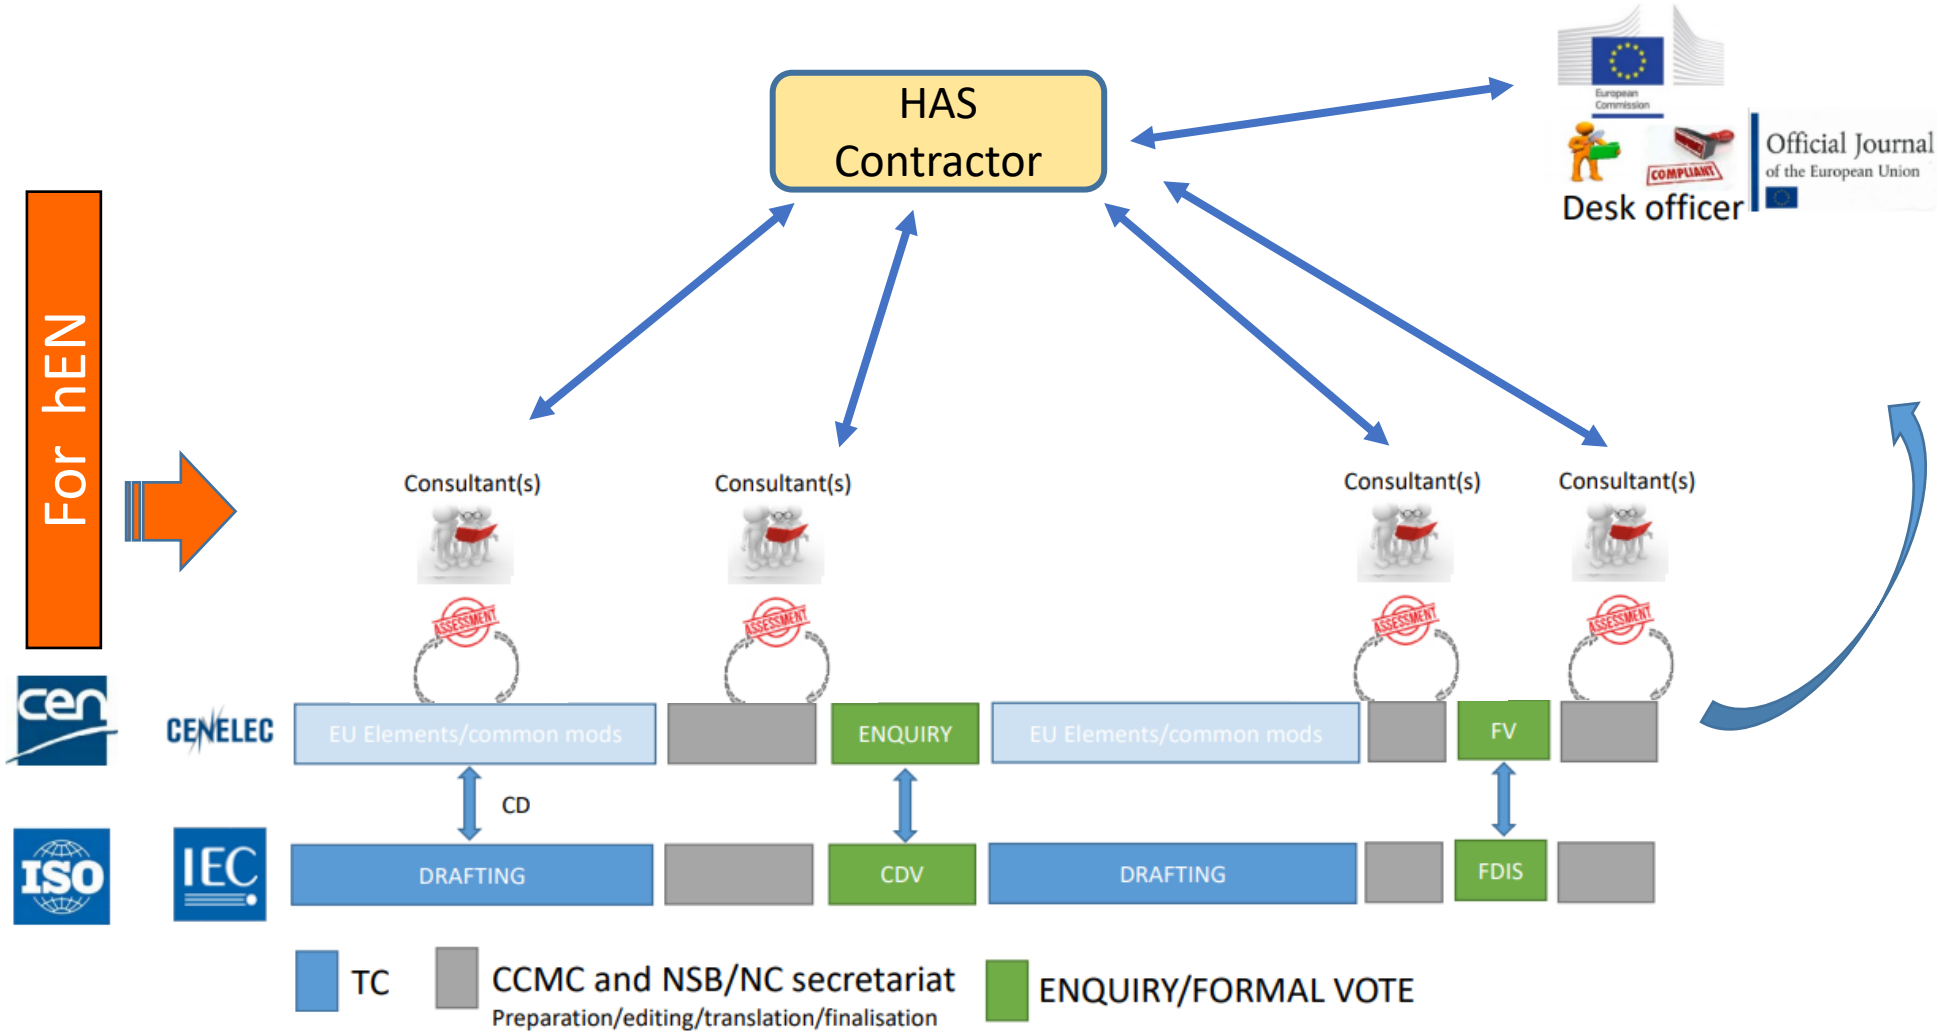 HAS
Contractor
European
Commission
COMPLIANT
Official Journal
of the European Union
Desk officer
For hEN
Consultant(s)
Consultant(s)
Consultant(s)
Consultant(s)
ASSESSMENT
ASSESSMENT
ASSESSMENT
ASSESSMENT
cen
CENELEC
EU Elements/common mods
ENQUIRY
EU Elements/common mods
FV
CD
ISO
IEC
DRAFTING
CDV
DRAFTING
FDIS
TC
CCMC and NSB/NC secretariat
Preparation/editing/translation/finalisation
ENQUIRY/FORMAL VOTE